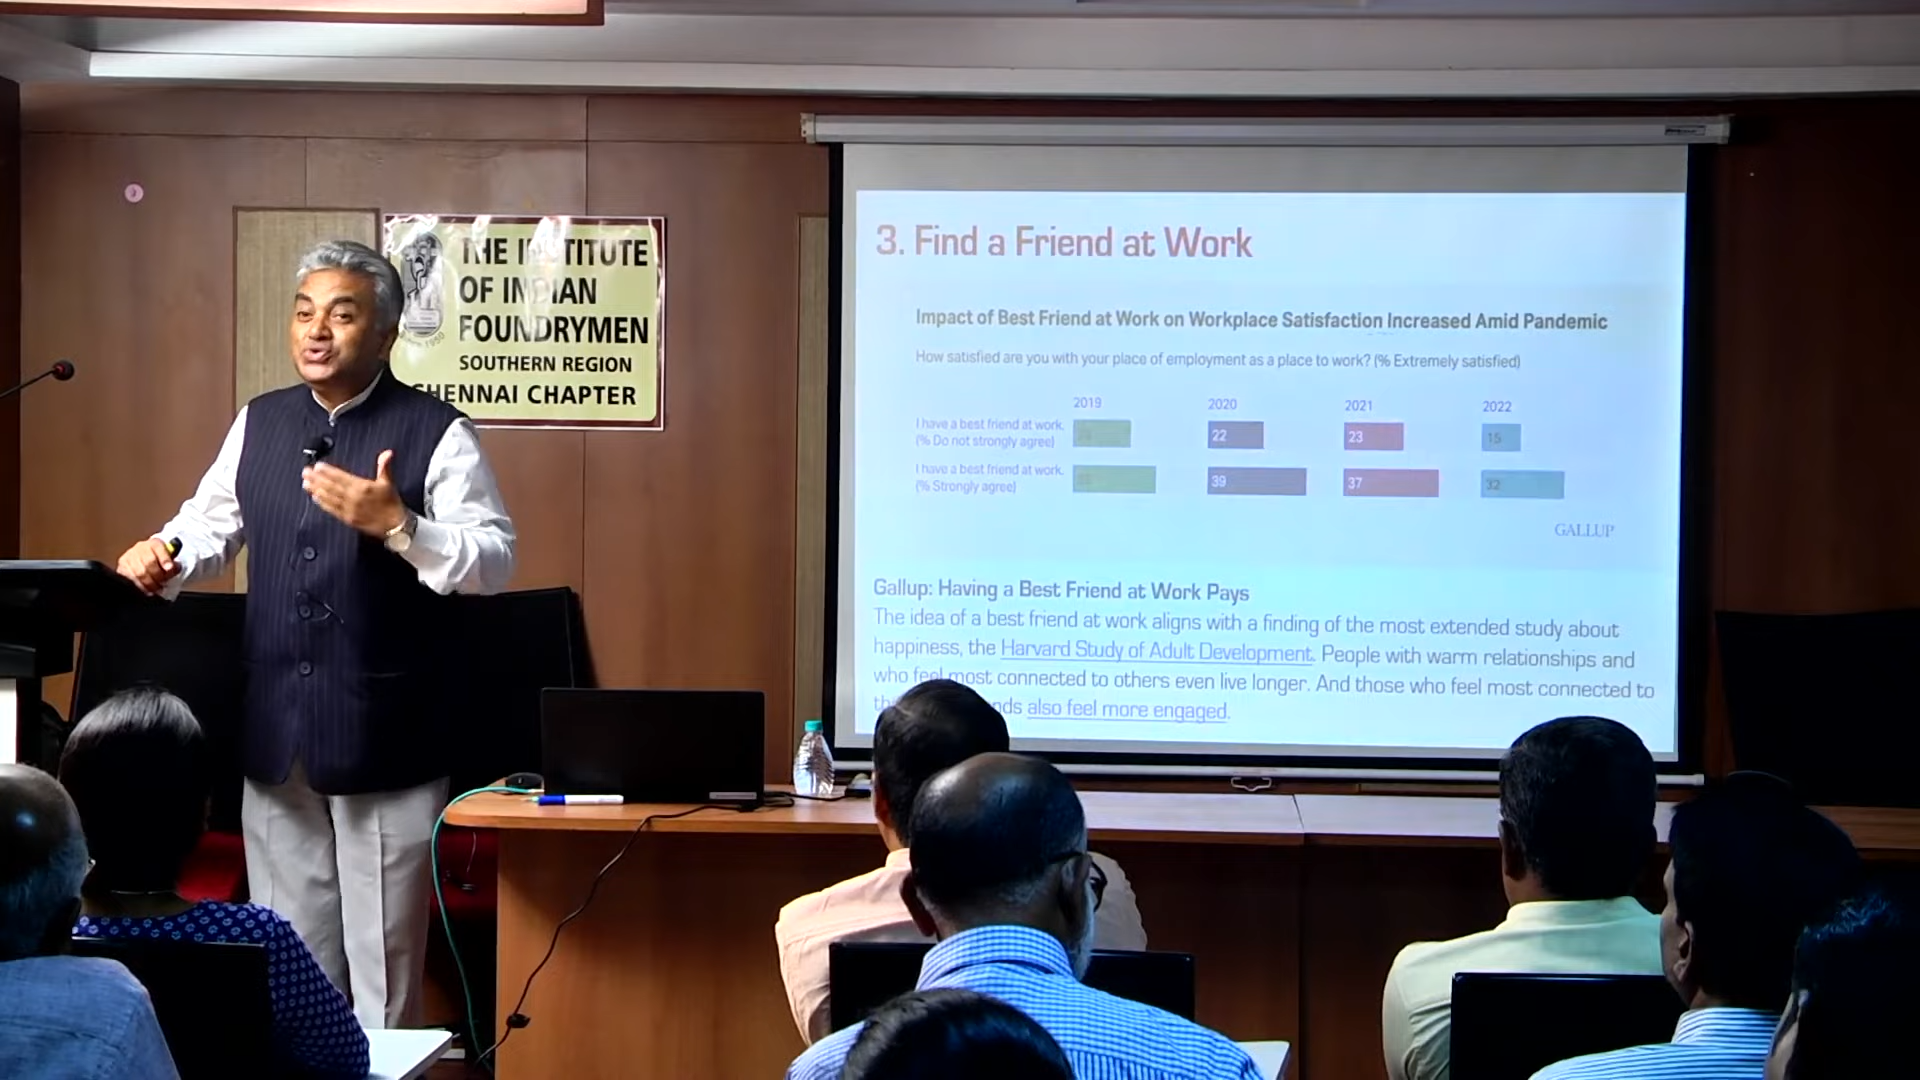 THE INSTITUTE
OF INDIAN
FOUNDRYMEN
SOUTHERN REGION
CHENNAI CHAPTER
3. Find a Friend at Work
Impact of Best Friend at Work on Workplace Satisfaction Increased Amid Pandemic
How satisfied are you with your place of employment as a place to work? (% Extremely satisfied)
2019 2020 2021 2022
I have a best friend at work.
(% Do not strongly agree)
22 23 15
I have a best friend at work.
(% Strongly agree)
39 37 32
GALLUP
Gallup: Having a Best Friend at Work Pays
The idea of a best friend at work aligns with a finding of the most extended study about
happiness, the Harvard Study of Adult Development. People with warm relationships and
who feel most connected to others even live longer. And those who feel most connected to
also feel more engaged.